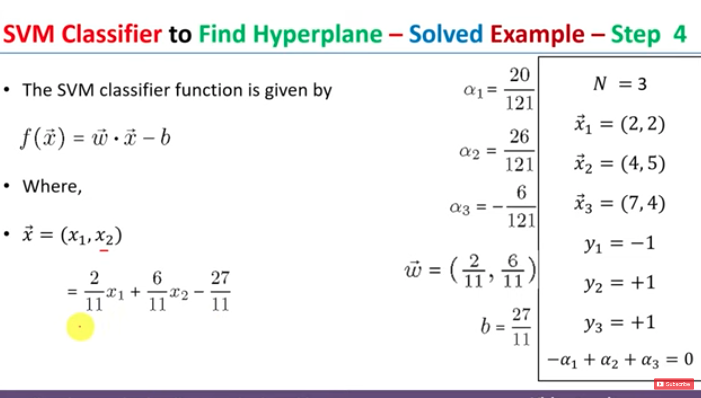 SVM Classifier to Find Hyperplane – Solved Example – Step 4
• The SVM classifier function is given by
f(x⃗) = w⃗ · x⃗ − b
• Where,
• x⃗ = (x₁, x₂)
= 2/11 x₁ + 6/11 x₂ − 27/11
α₁ = 20/121
α₂ = 26/121
α₃ = − 6/121
w⃗ = (2/11, 6/11)
b = 27/11
N = 3
x⃗₁ = (2, 2)
x⃗₂ = (4, 5)
x⃗₃ = (7, 4)
y₁ = −1
y₂ = +1
y₃ = +1
−α₁ + α₂ + α₃ = 0
Subscribe